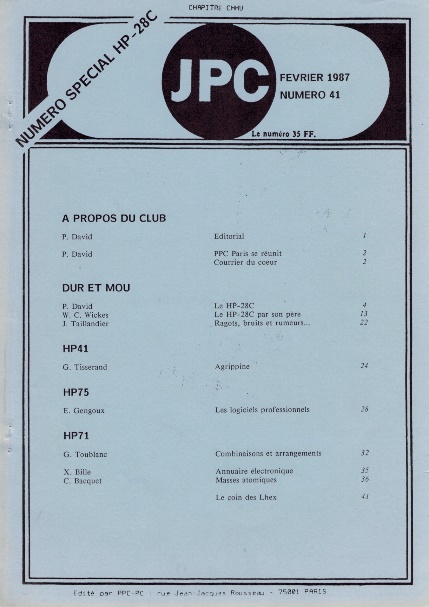 CHAPITRE CHHU
NUMERO SPECIAL HP-28C
JPC
FEVRIER 1987
NUMERO 41
Le numéro 35 FF.
A PROPOS DU CLUB
P. David Editorial 1
P. David PPC Paris se réunit 2
Courrier du coeur 2
DUR ET MOU
P. David Le HP-28C 4
W. C. Wickes Le HP-28C par son père 13
J. Taillandier Ragots, bruits et rumeurs... 22
HP41
G. Tisserand Agrippine 24
HP75
E. Gengoux Les logiciels professionnels 28
HP71
G. Toublanc Combinaisons et arrangements 32
X. Bille Annuaire électronique 35
C. Bacquet Masses atomiques 36
Le coin des Lhex 41
Edité par PPC-PC : rue Jean-Jacques Rousseau - 75001 PARIS